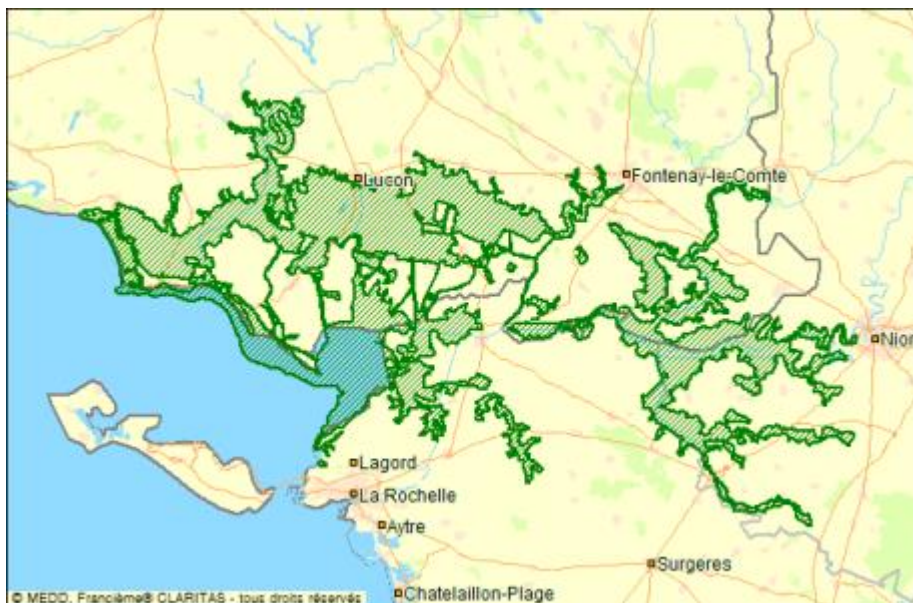 Lucon
Fontenay-le-Comte
Nior
Lagord
La Rochelle
Aytre
Surgeres
Chatelaillon-Plage
© MEDD, Francième® CLARITAS - tous droits réservés